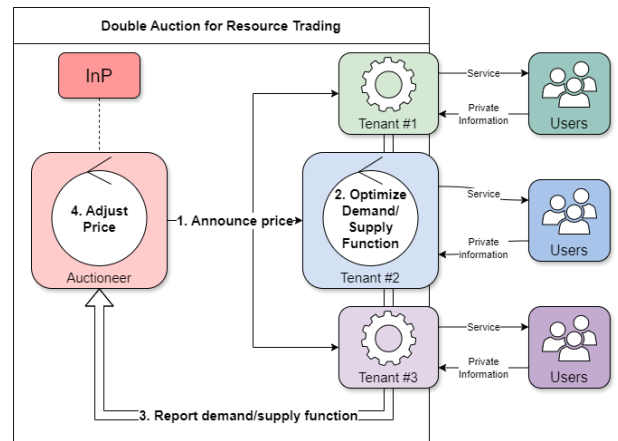 Double Auction for Resource Trading
InP
Tenant #1
Service
Private
Information
Users
4. Adjust
Price
Auctioneer
1. Announce price
2. Optimize
Demand/
Supply
Function
Tenant #2
Service
Private
information
Users
Tenant #3
Service
Private
Information
Users
3. Report demand/supply function